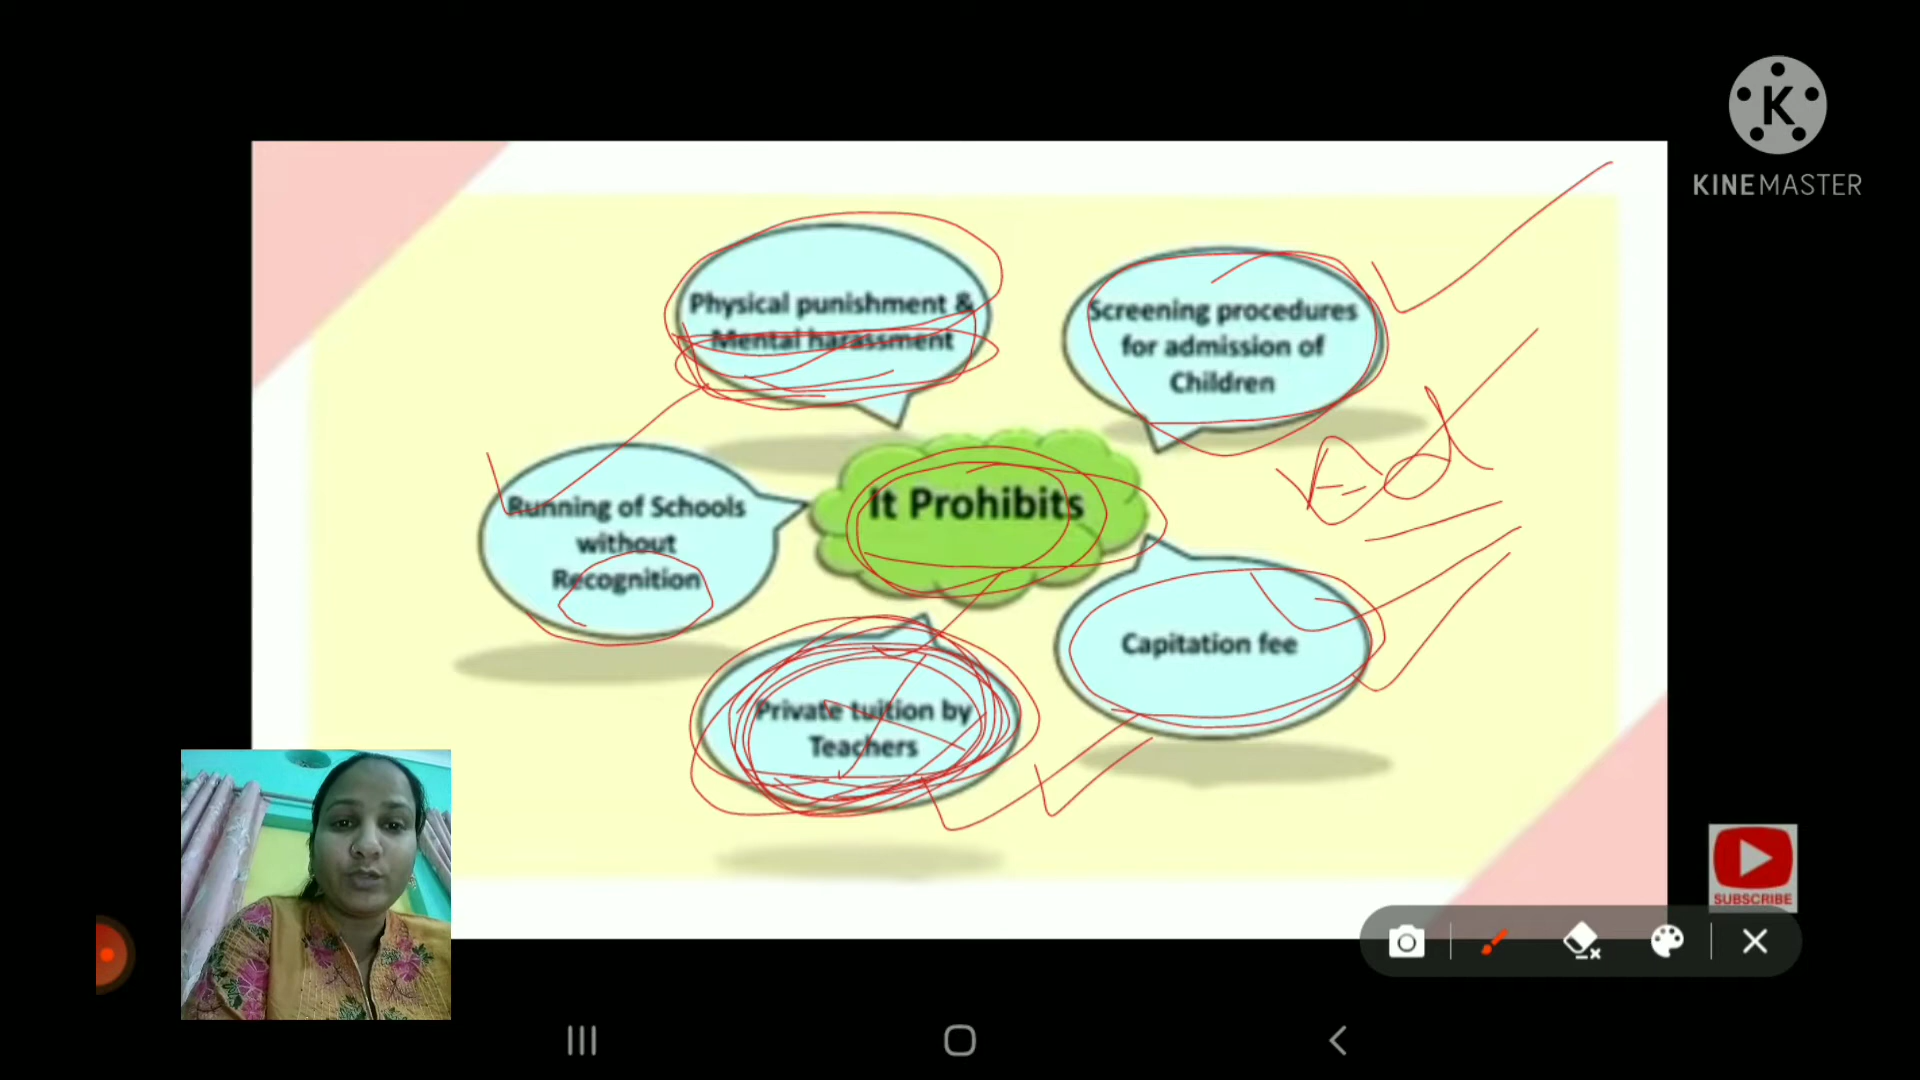 K
KINEMASTER
Physical punishment &
Mental harassment
Screening procedures
for admission of
Children
It Prohibits
Running of Schools
without
Recognition
Capitation fee
Private tuition by
Teachers
SUBSCRIBE